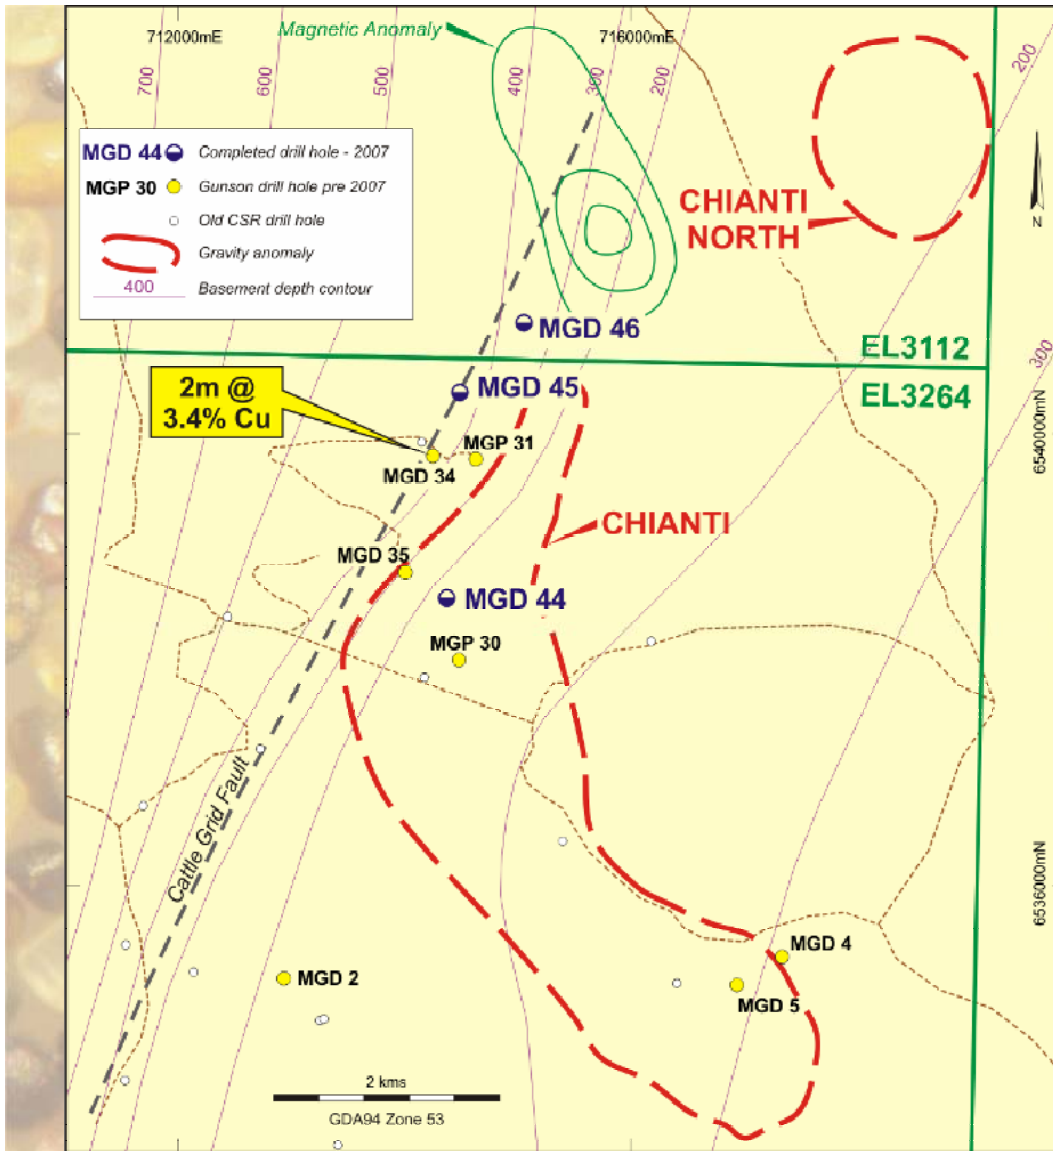 712000mE
Magnetic Anomaly
716000mE
700
600
500
400
300
200
200
MGD 44
Completed drill hole - 2007
MGP 30
Gunson drill hole pre 2007
Old CSR drill hole
Gravity anomaly
400
Basement depth contour
CHIANTI
NORTH
N
MGD 46
EL3112
300
2m @
3.4% Cu
MGD 45
EL3264
6540000mN
MGP 31
MGD 34
CHIANTI
MGD 35
MGD 44
MGP 30
Cattle Grid Fault
6536000mN
MGD 4
MGD 2
MGD 5
2 kms
GDA94 Zone 53